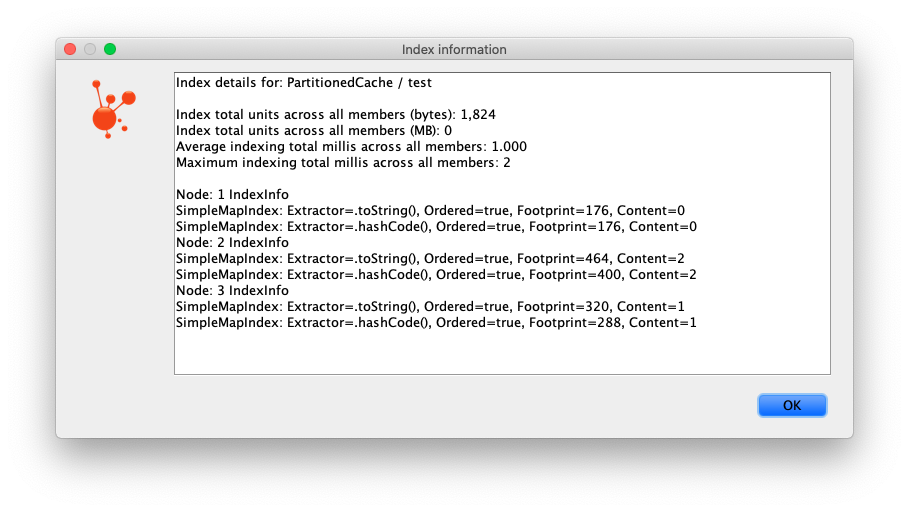 Index information
Index details for: PartitionedCache / test
Index total units across all members (bytes): 1,824
Index total units across all members (MB): 0
Average indexing total millis across all members: 1.000
Maximum indexing total millis across all members: 2
Node: 1 IndexInfo
SimpleMapIndex: Extractor=.toString(), Ordered=true, Footprint=176, Content=0
SimpleMapIndex: Extractor=.hashCode(), Ordered=true, Footprint=176, Content=0
Node: 2 IndexInfo
SimpleMapIndex: Extractor=.toString(), Ordered=true, Footprint=464, Content=2
SimpleMapIndex: Extractor=.hashCode(), Ordered=true, Footprint=400, Content=2
Node: 3 IndexInfo
SimpleMapIndex: Extractor=.toString(), Ordered=true, Footprint=320, Content=1
SimpleMapIndex: Extractor=.hashCode(), Ordered=true, Footprint=288, Content=1
OK